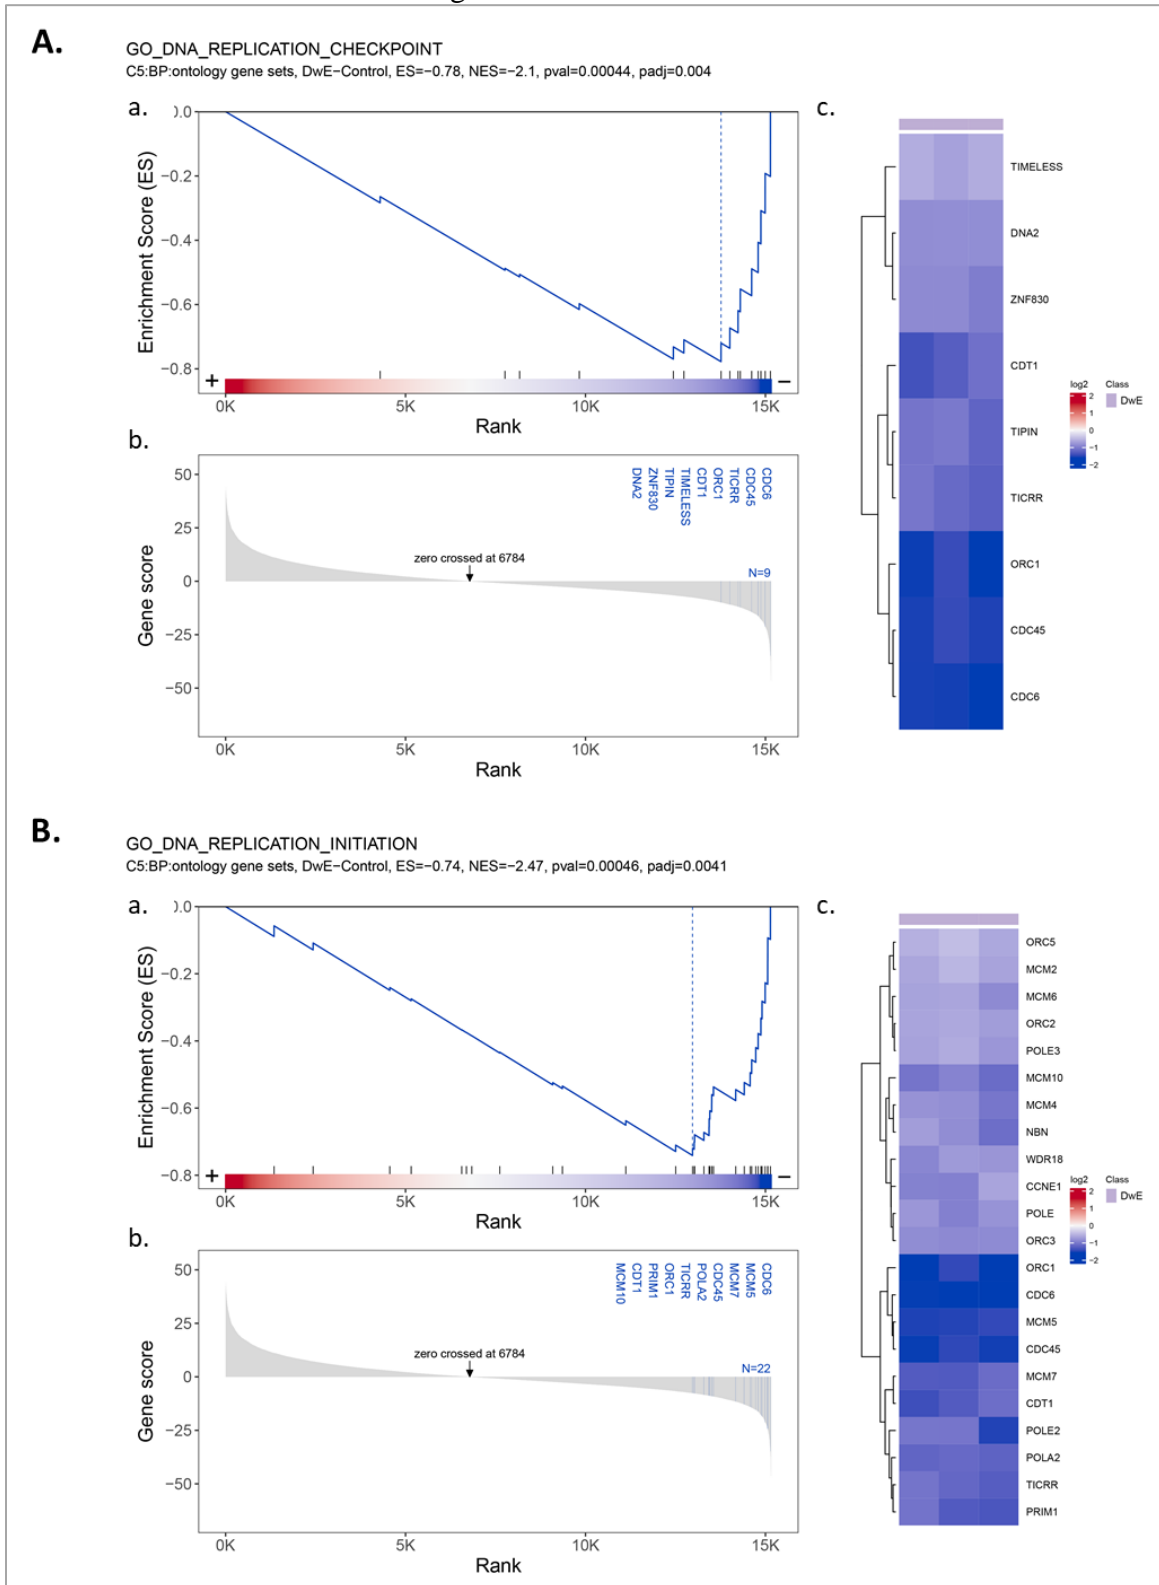 A.
GO_DNA_REPLICATION_CHECKPOINT
C5:BP:ontology gene sets, DwE−Control, ES=−0.78, NES=−2.1, pval=0.00044, padj=0.004
a.
0.0
−0.2
−0.4
−0.6
−0.8
Enrichment Score (ES)
+
−
0K
5K
10K
15K
Rank
b.
50
25
0
−25
−50
Gene score
zero crossed at 6784
DNA2
ZNF830
TIPIN
TIMELESS
CDT1
ORC1
TICRR
CDC45
CDC6
N=9
0K
5K
10K
15K
Rank
c.
TIMELESS
DNA2
ZNF830
CDT1
TIPIN
TICRR
ORC1
CDC45
CDC6
log2
2
1
0
−1
−2
Class
DwE
B.
GO_DNA_REPLICATION_INITIATION
C5:BP:ontology gene sets, DwE−Control, ES=−0.74, NES=−2.47, pval=0.00046, padj=0.0041
a.
0.0
−0.2
−0.4
−0.6
−0.8
Enrichment Score (ES)
+
−
0K
5K
10K
15K
Rank
b.
50
25
0
−25
−50
Gene score
zero crossed at 6784
MCM10
CDT1
PRIM1
ORC1
TICRR
POLA2
CDC45
MCM7
MCM5
CDC6
N=22
0K
5K
10K
15K
Rank
c.
ORC5
MCM2
MCM6
ORC2
POLE3
MCM10
MCM4
NBN
WDR18
CCNE1
POLE
ORC3
ORC1
CDC6
MCM5
CDC45
MCM7
CDT1
POLE2
POLA2
TICRR
PRIM1
log2
2
1
0
−1
−2
Class
DwE